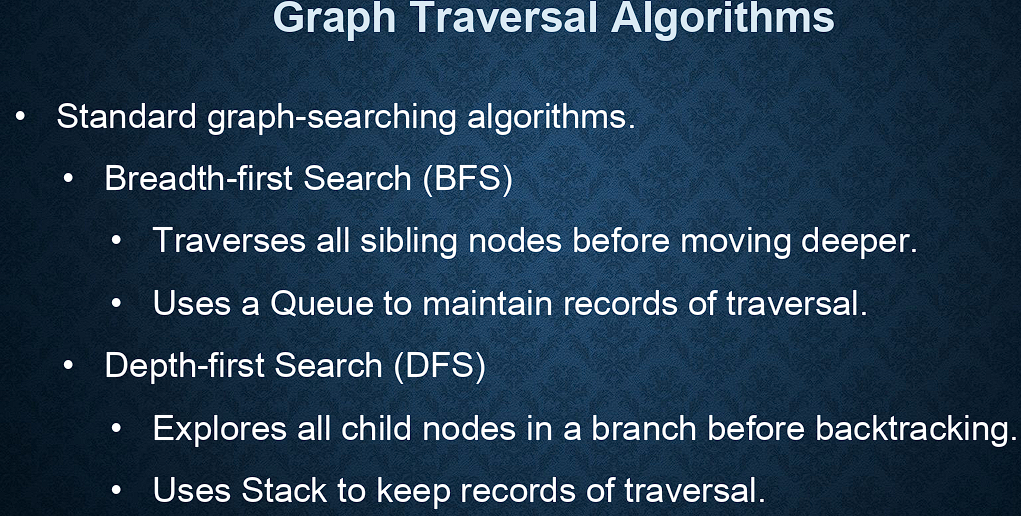 Graph Traversal Algorithms
• Standard graph-searching algorithms.
• Breadth-first Search (BFS)
• Traverses all sibling nodes before moving deeper.
• Uses a Queue to maintain records of traversal.
• Depth-first Search (DFS)
• Explores all child nodes in a branch before backtracking.
• Uses Stack to keep records of traversal.